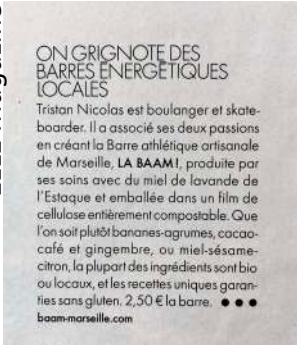 ON GRIGNOTE DES
BARRES ÉNERGÉTIQUES
LOCALES
Tristan Nicolas est boulanger et skate-
boarder. Il a associé ses deux passions
en créant la Barre athlétique artisanale
de Marseille, LA BAAM!, produite par
ses soins avec du miel de lavande de
l'Estaque et emballée dans un film de
cellulose entièrement compostable. Que
l'on soit plutôt bananes-agrumes, cacao-
café et gingembre, ou miel-sésame-
citron, la plupart des ingrédients sont bio
ou locaux, et les recettes uniques garan-
ties sans gluten. 2,50 € la barre. ● ● ●
baam-marseille.com